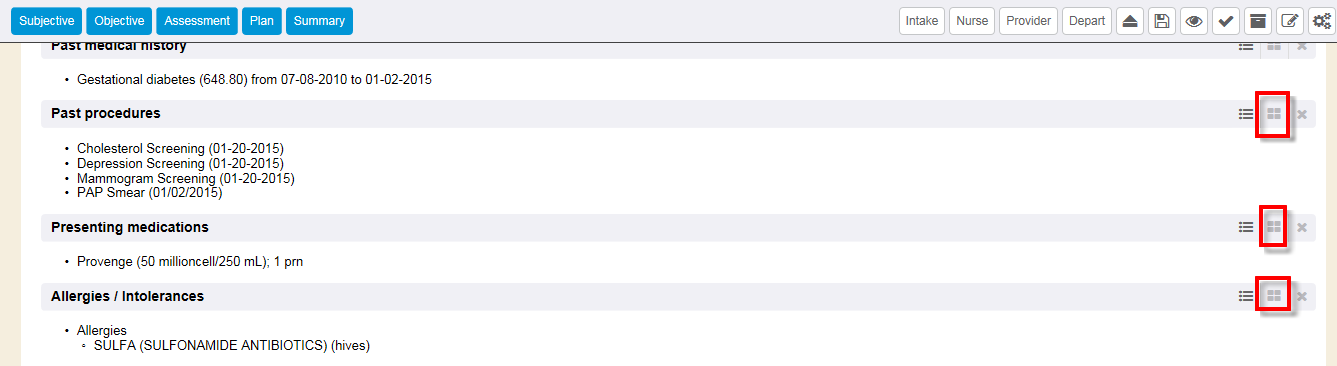 Subjective Objective Assessment Plan Summary Intake Nurse Provider Depart
Past medical history
• Gestational diabetes (648.80) from 07-08-2010 to 01-02-2015
Past procedures
• Cholesterol Screening (01-20-2015)
• Depression Screening (01-20-2015)
• Mammogram Screening (01-20-2015)
• PAP Smear (01/02/2015)
Presenting medications
• Provenge (50 millioncell/250 mL); 1 prn
Allergies / Intolerances
• Allergies
◦ SULFA (SULFONAMIDE ANTIBIOTICS) (hives)